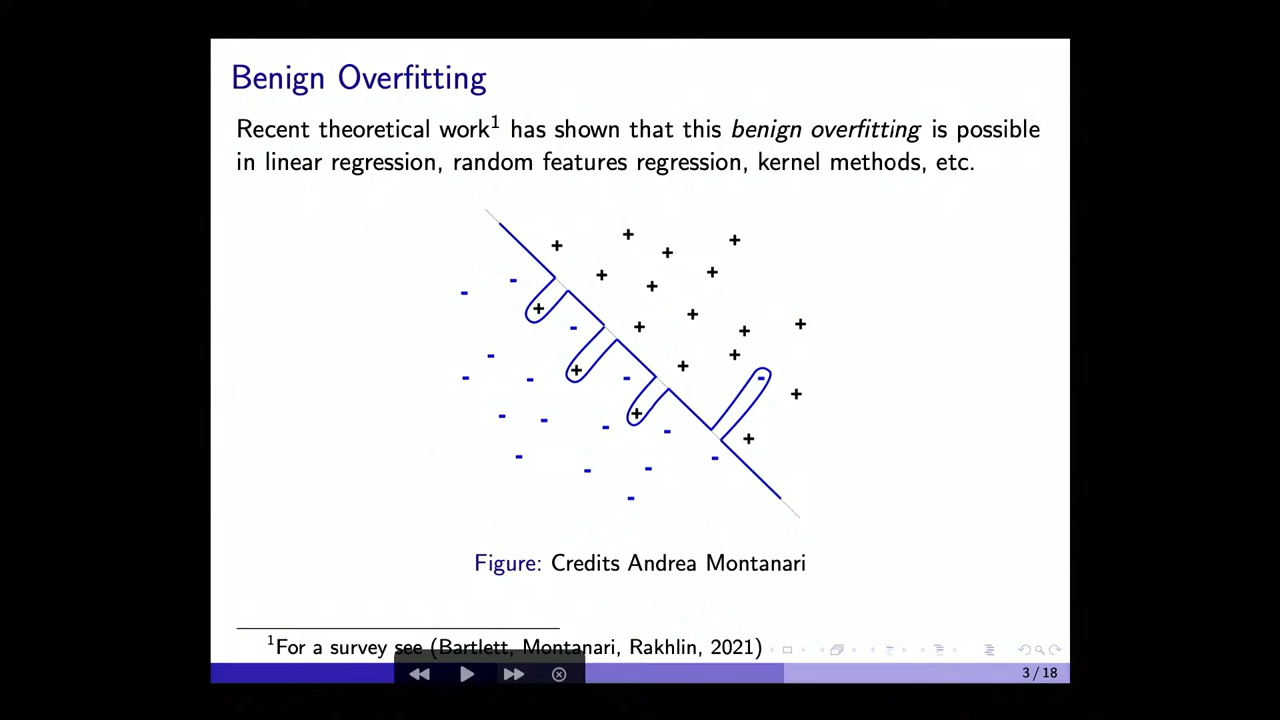 Benign Overfitting
Recent theoretical work¹ has shown that this benign overfitting is possible
in linear regression, random features regression, kernel methods, etc.
Figure: Credits Andrea Montanari
¹For a survey see (Bartlett, Montanari, Rakhlin, 2021)
3 / 18